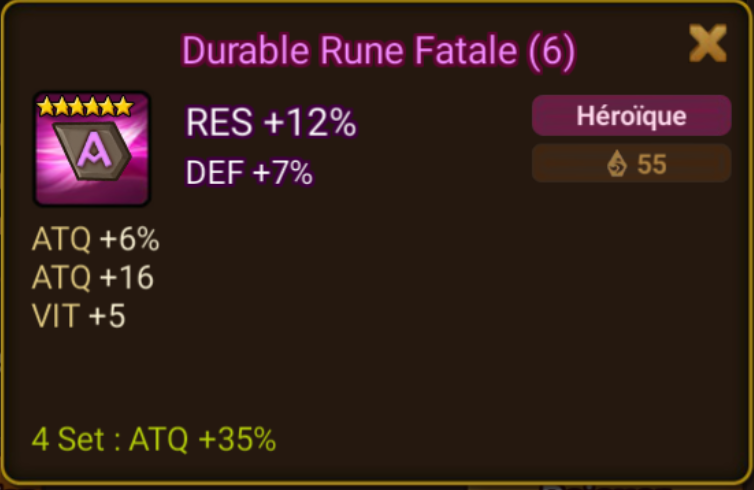 Durable Rune Fatale (6)
RES +12%
Héroïque
DEF +7%
55
ATQ +6%
ATQ +16
VIT +5
4 Set : ATQ +35%